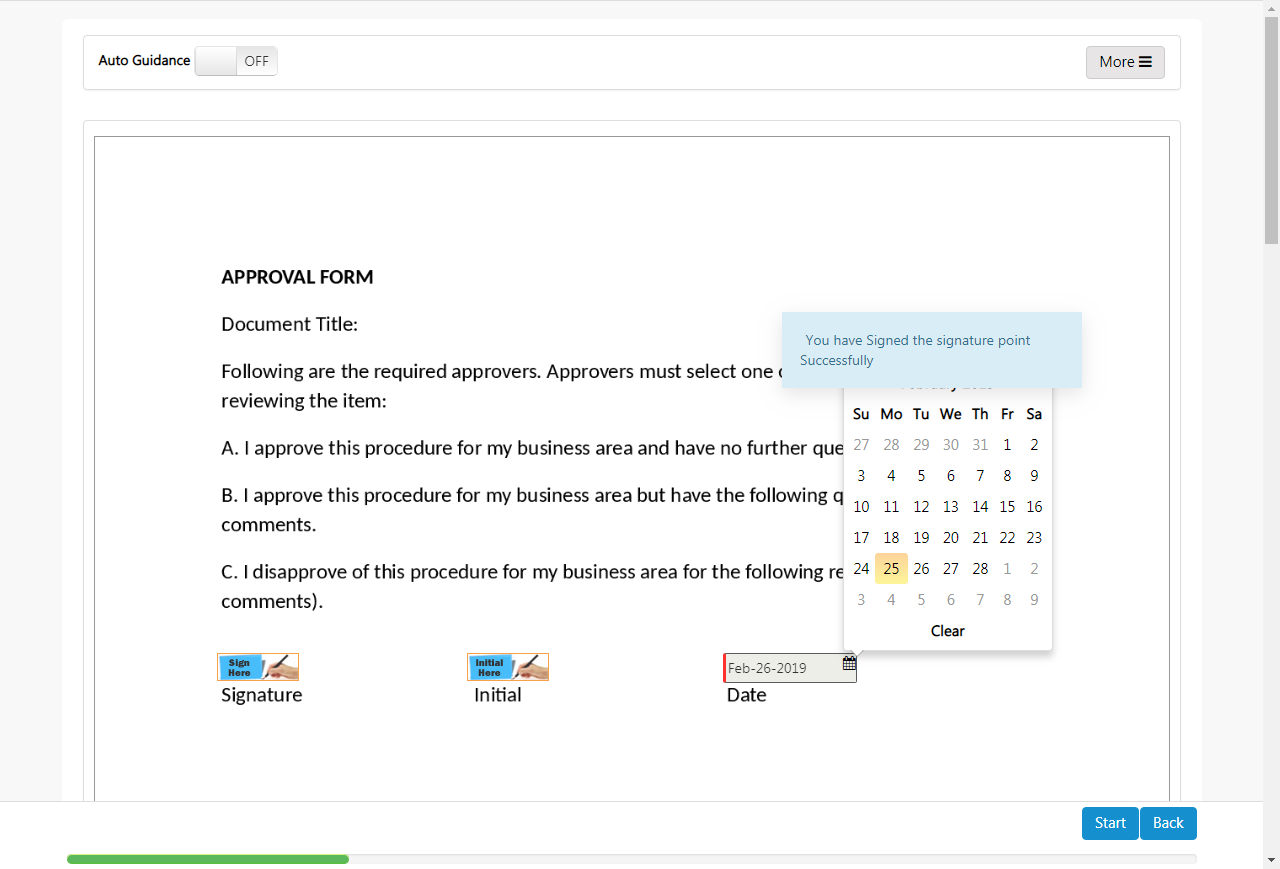 Auto Guidance OFF More
APPROVAL FORM
Document Title:
You have Signed the signature point
Successfully
Following are the required approvers. Approvers must select one
reviewing the item:
A. I approve this procedure for my business area and have no further que
B. I approve this procedure for my business area but have the following q
comments.
C. I disapprove of this procedure for my business area for the following re
comments).
Su Mo Tu We Th Fr Sa
27 28 29 30 31 1 2
3 4 5 6 7 8 9
10 11 12 13 14 15 16
17 18 19 20 21 22 23
24 25 26 27 28 1 2
3 4 5 6 7 8 9
Clear
Sign
Here
Signature
Initial
Here
Initial
Feb-26-2019
Date
Start Back